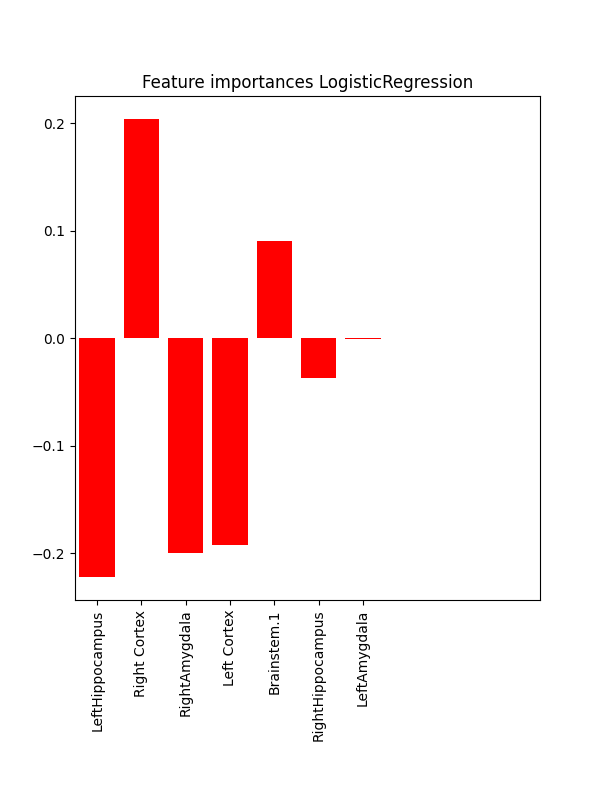 Feature importances LogisticRegression
0.2
0.1
0.0
−0.1
−0.2
LeftHippocampus
Right Cortex
RightAmygdala
Left Cortex
Brainstem.1
RightHippocampus
LeftAmygdala